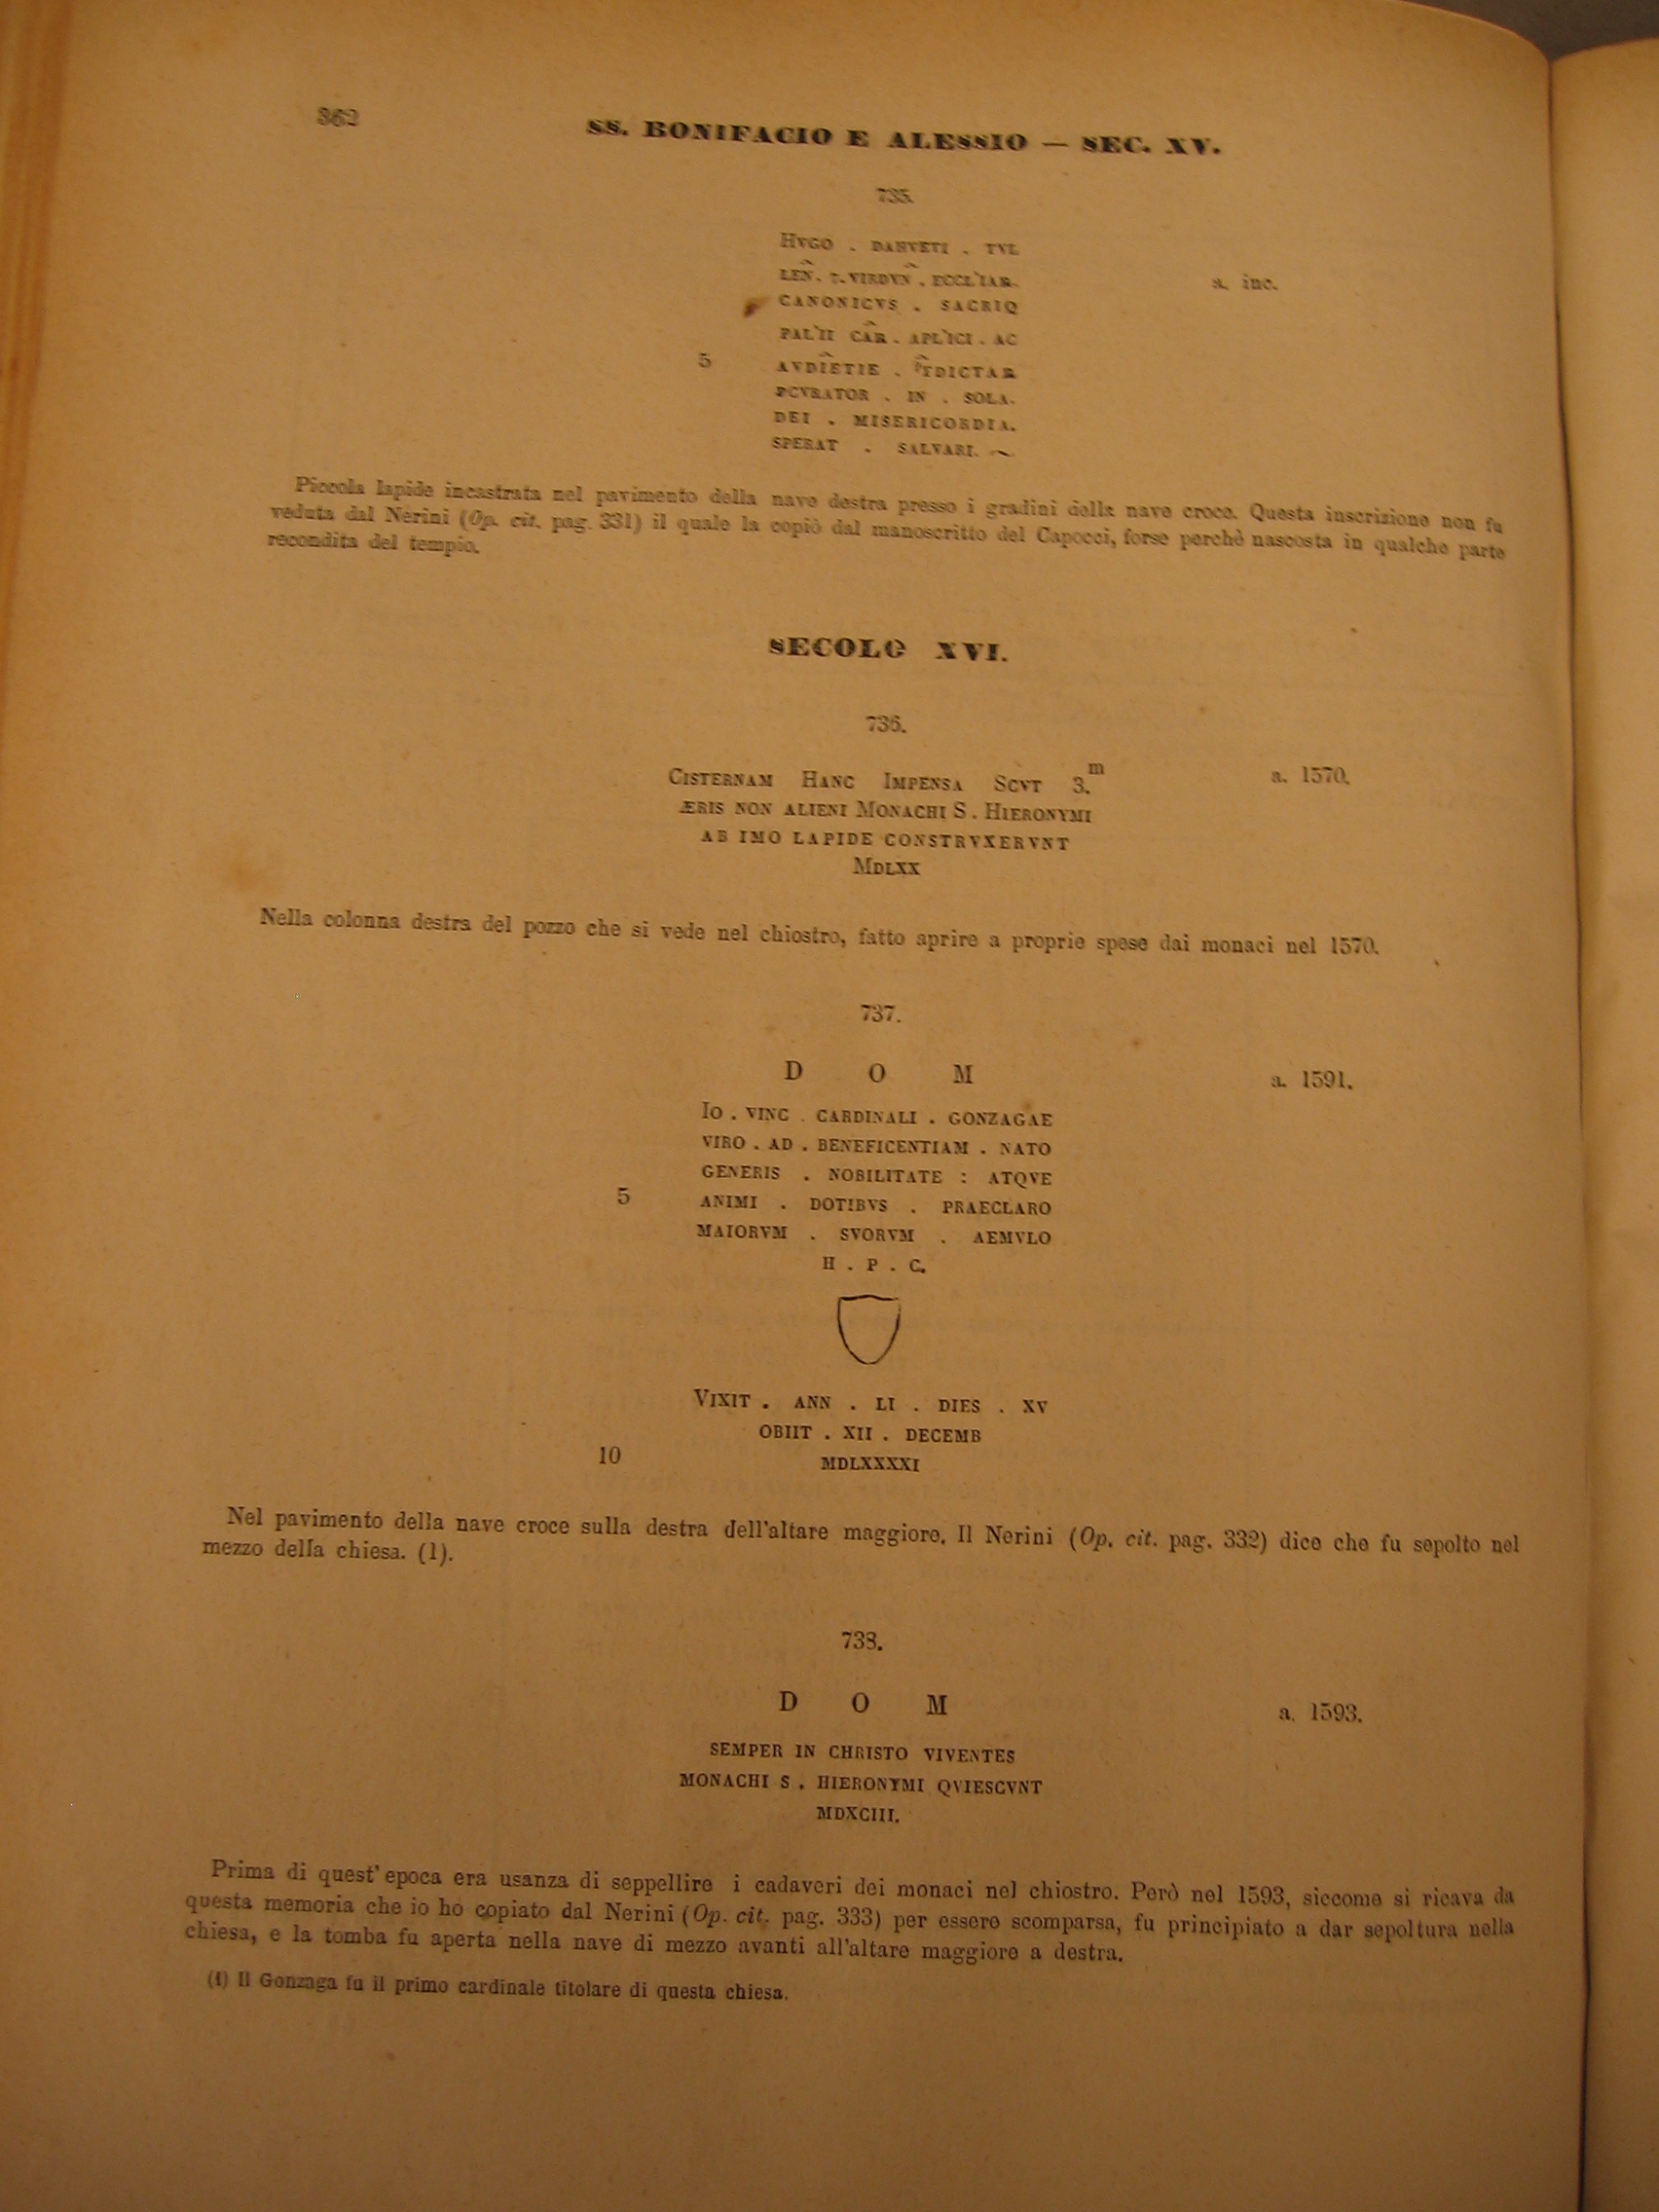 362
SS. BONIFACIO E ALESSIO — SEC. XV.
735.
HVGO . DAHVETI . TVL
LEN̂ . 7 . VIRDVN̂ . ECCL'IAR.
a. inc.
CANONICVS . SACRIQ
PAL'II CÂR . APL'ICI . AC
5
AVDIE͂TIE . TDICTAR
PCVRATOR . IN . SOLA.
DEI . MISERICORDIA.
SPERAT . SALVARI.
Piccola lapide incastrata nel pavimento della nave destra presso i gradini della nave croce. Questa inscrizione non fu
veduta dal Nerini (Op. cit. pag. 331) il quale la copiò dal manoscritto del Capocci, forse perchè nascosta in qualche parte
recondita del tempio.
SECOLO XVI.
736.
CISTERNAM HANC IMPENSA SCVT 3.m
a. 1570.
ÆRIS NON ALIENI MONACHI S . HIERONYMI
AB IMO LAPIDE CONSTRVXERVNT
MDLXX
Nella colonna destra del pozzo che si vede nel chiostro, fatto aprire a proprie spese dai monaci nel 1570.
737.
D O M
a. 1591.
IO . VINC . CARDINALI . GONZAGAE
VIRO . AD . BENEFICENTIAM . NATO
GENERIS . NOBILITATE : ATQVE
5
ANIMI . DOTIBVS . PRAECLARO
MAIORVM . SVORVM . AEMVLO
H . P . C.
VIXIT . ANN . LI . DIES . XV
OBIIT . XII . DECEMB
10
MDLXXXXI
Nel pavimento della nave croce sulla destra dell'altare maggiore. Il Nerini (Op. cit. pag. 332) dice che fu sepolto nel
mezzo della chiesa. (1).
738.
D O M
a. 1593.
SEMPER IN CHRISTO VIVENTES
MONACHI S . HIERONYMI QVIESCVNT
MDXCIII.
Prima di quest'epoca era usanza di seppellire i cadaveri dei monaci nel chiostro. Però nel 1593, siccome si ricava da
questa memoria che io ho copiato dal Nerini (Op. cit. pag. 333) per essere scomparsa, fu principiato a dar sepoltura nella
chiesa, e la tomba fu aperta nella nave di mezzo avanti all'altare maggiore a destra.
(1) Il Gonzaga fu il primo cardinale titolare di questa chiesa.